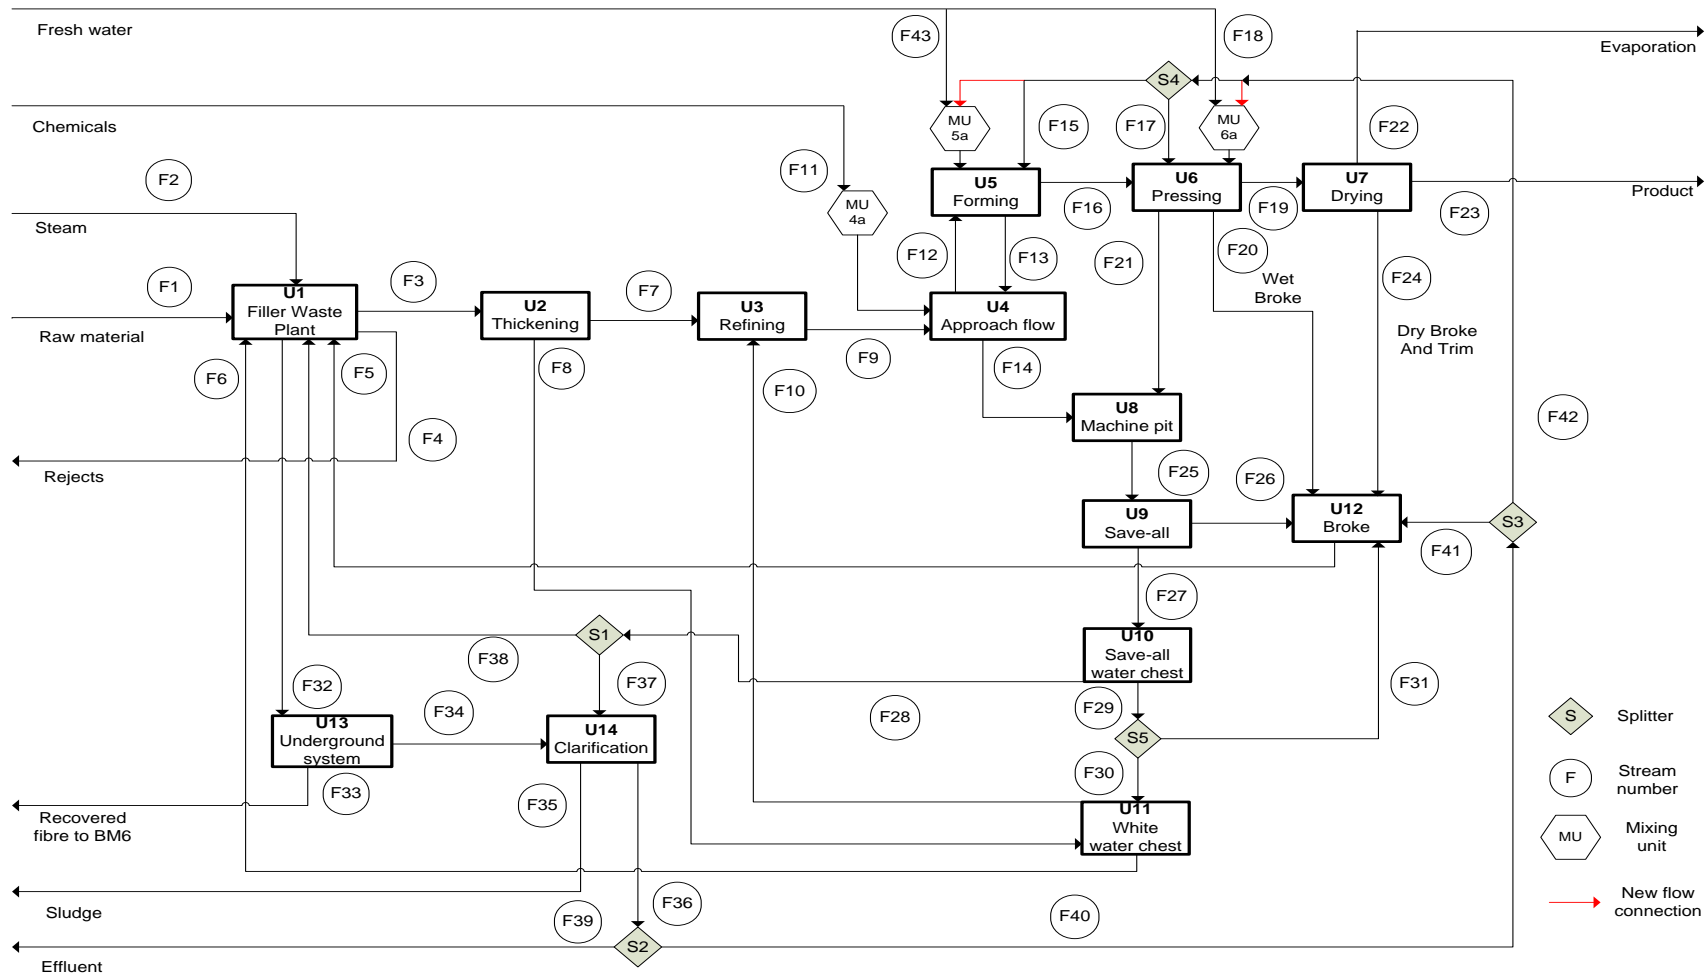 Fresh water
F43
F18
Evaporation
S4
Chemicals
MU
5a
F15
F17
MU
6a
F22
F2
F11
U5
Forming
U6
Pressing
U7
Drying
Product
Steam
MU
4a
F16
F19
F23
F12
F13
F21
F20
F24
Wet
Broke
F1
F3
F7
U1
Filler Waste
Plant
U2
Thickening
U3
Refining
U4
Approach flow
Raw material
Dry Broke
And Trim
F6
F5
F8
F9
F14
F10
F42
U8
Machine pit
F4
Rejects
F25
F26
U9
Save-all
U12
Broke
S3
F41
F27
S1
U10
Save-all
water chest
F38
F32
F37
F31
F34
F28
F29
U13
Underground
system
U14
Clarification
S5
S
Splitter
F33
F35
F30
F
Stream
number
Recovered
fibre to BM6
U11
White
water chest
MU
Mixing
unit
Sludge
F39
F36
F40
New flow
connection
S2
Effluent